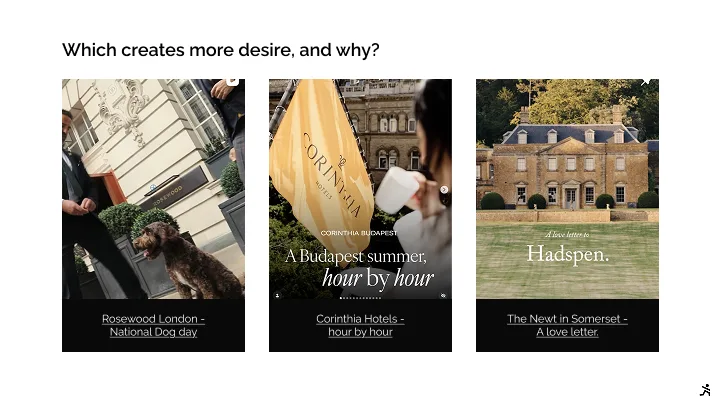 Which creates more desire, and why?
ROSEWOOD
CORINTHIA
HOTELS
CORINTHIA BUDAPEST
A Budapest summer,
hour by hour
A love letter to
Hadspen.
Rosewood London -
National Dog day
Corinthia Hotels -
hour by hour
The Newt in Somerset -
A love letter.